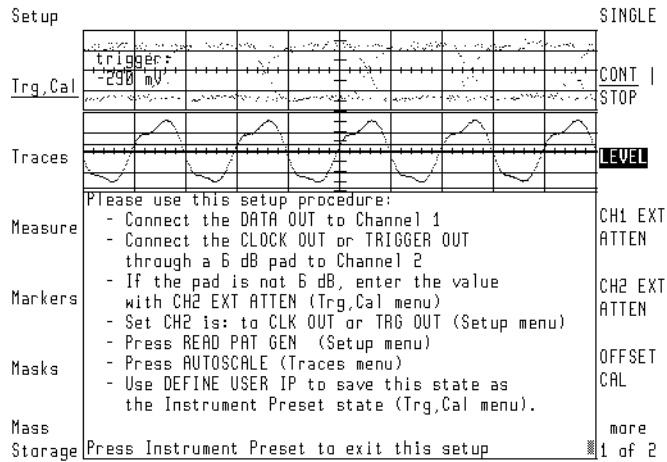 Setup
SINGLE
trigger:
-290 mV
Trg,Cal
CONT |
STOP
Traces
LEVEL
Please use this setup procedure:
- Connect the DATA OUT to Channel 1
- Connect the CLOCK OUT or TRIGGER OUT
through a 6 dB pad to Channel 2
- If the pad is not 6 dB, enter the value
with CH2 EXT ATTEN (Trg,Cal menu)
- Set CH2 is: to CLK OUT or TRG OUT (Setup menu)
- Press READ PAT GEN (Setup menu)
- Press AUTOSCALE (Traces menu)
- Use DEFINE USER IP to save this state as
the Instrument Preset state (Trg,Cal menu).
Press Instrument Preset to exit this setup
Measure
Markers
Masks
Mass
Storage
CH1 EXT
ATTEN
CH2 EXT
ATTEN
OFFSET
CAL
more
1 of 2